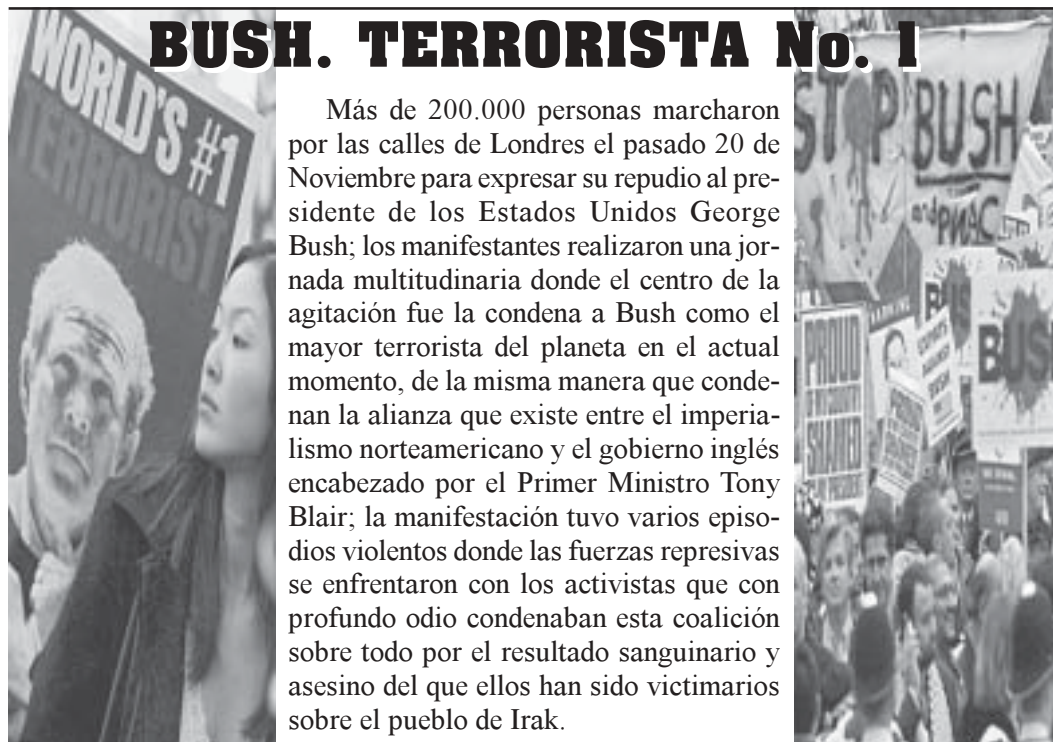 BUSH. TERRORISTA No. 1
WORLD'S #1
TERRORIST
Más de 200.000 personas marcharon
por las calles de Londres el pasado 20 de
Noviembre para expresar su repudio al pre-
sidente de los Estados Unidos George
Bush; los manifestantes realizaron una jor-
nada multitudinaria donde el centro de la
agitación fue la condena a Bush como el
mayor terrorista del planeta en el actual
momento, de la misma manera que conde-
nan la alianza que existe entre el imperia-
lismo norteamericano y el gobierno inglés
encabezado por el Primer Ministro Tony
Blair; la manifestación tuvo varios episo-
dios violentos donde las fuerzas represivas
se enfrentaron con los activistas que con
profundo odio condenaban esta coalición
sobre todo por el resultado sanguinario y
asesino del que ellos han sido victimarios
sobre el pueblo de Irak.
STOP BUSH
and PNAC
PROUD